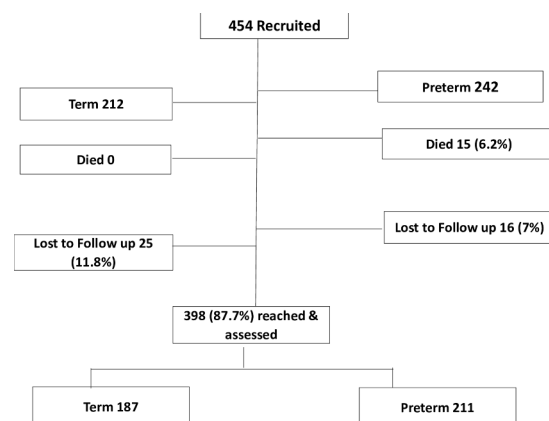 454 Recruited
Term 212
Preterm 242
Died 0
Died 15 (6.2%)
Lost to Follow up 25
(11.8%)
Lost to Follow up 16 (7%)
398 (87.7%) reached &
assessed
Term 187
Preterm 211